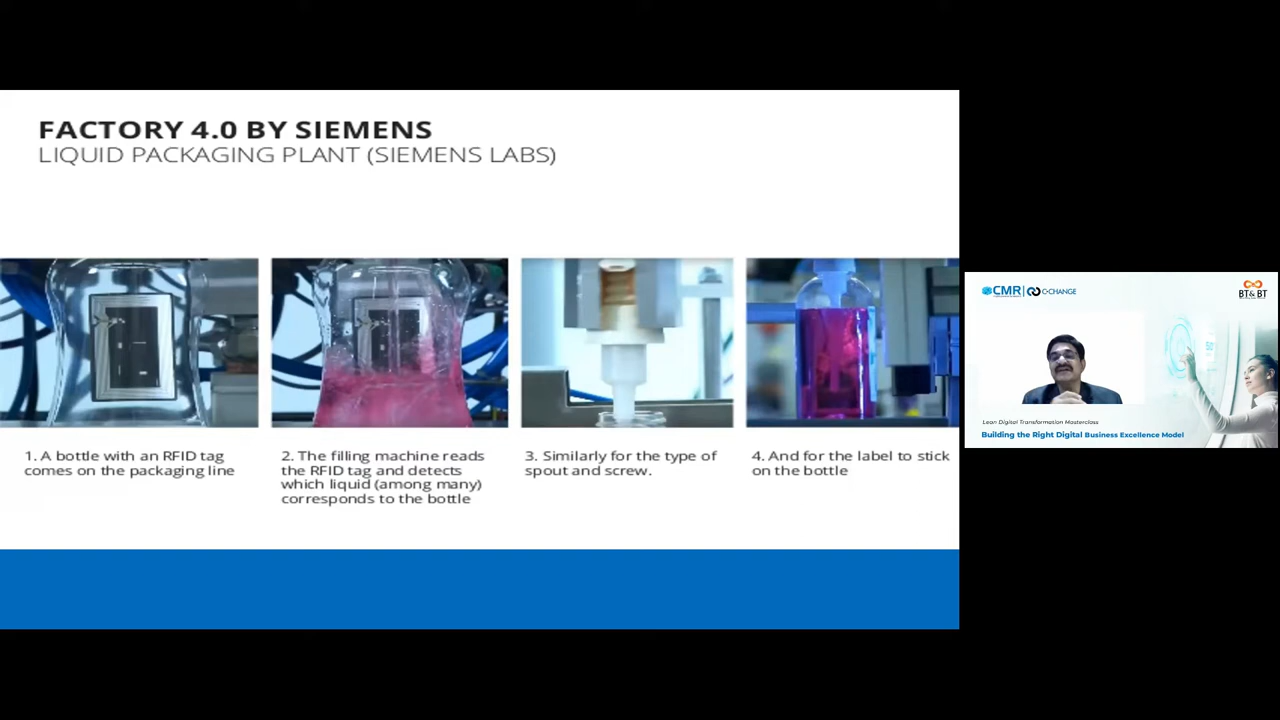 FACTORY 4.0 BY SIEMENS
LIQUID PACKAGING PLANT (SIEMENS LABS)
1. A bottle with an RFID tag
comes on the packaging line
2. The filling machine reads
the RFID tag and detects
which liquid (among many)
corresponds to the bottle
3. Similarly for the type of
spout and screw.
4. And for the label to stick
on the bottle
CMR C-CHANGE
BT& BT
Lean Digital Transformation Masterclass
Building the Right Digital Business Excellence Model